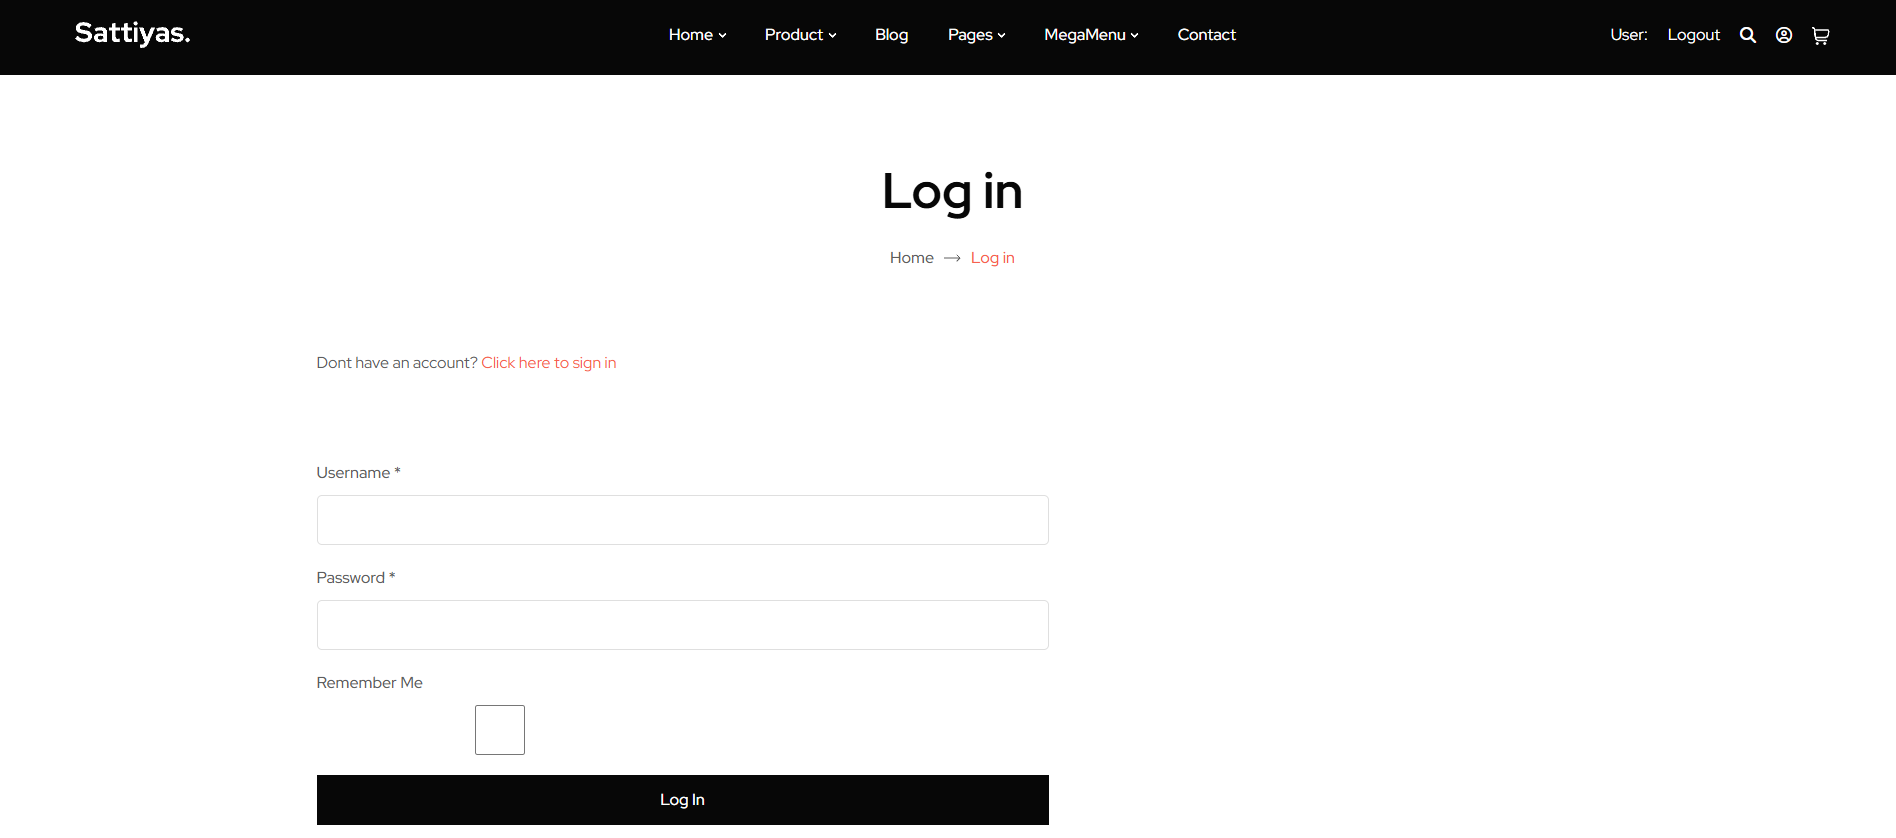 Sattiyas. Home Product Blog Pages MegaMenu Contact User: Logout
Log in
Home → Log in
Dont have an account? Click here to sign in
Username *
Password *
Remember Me
Log In